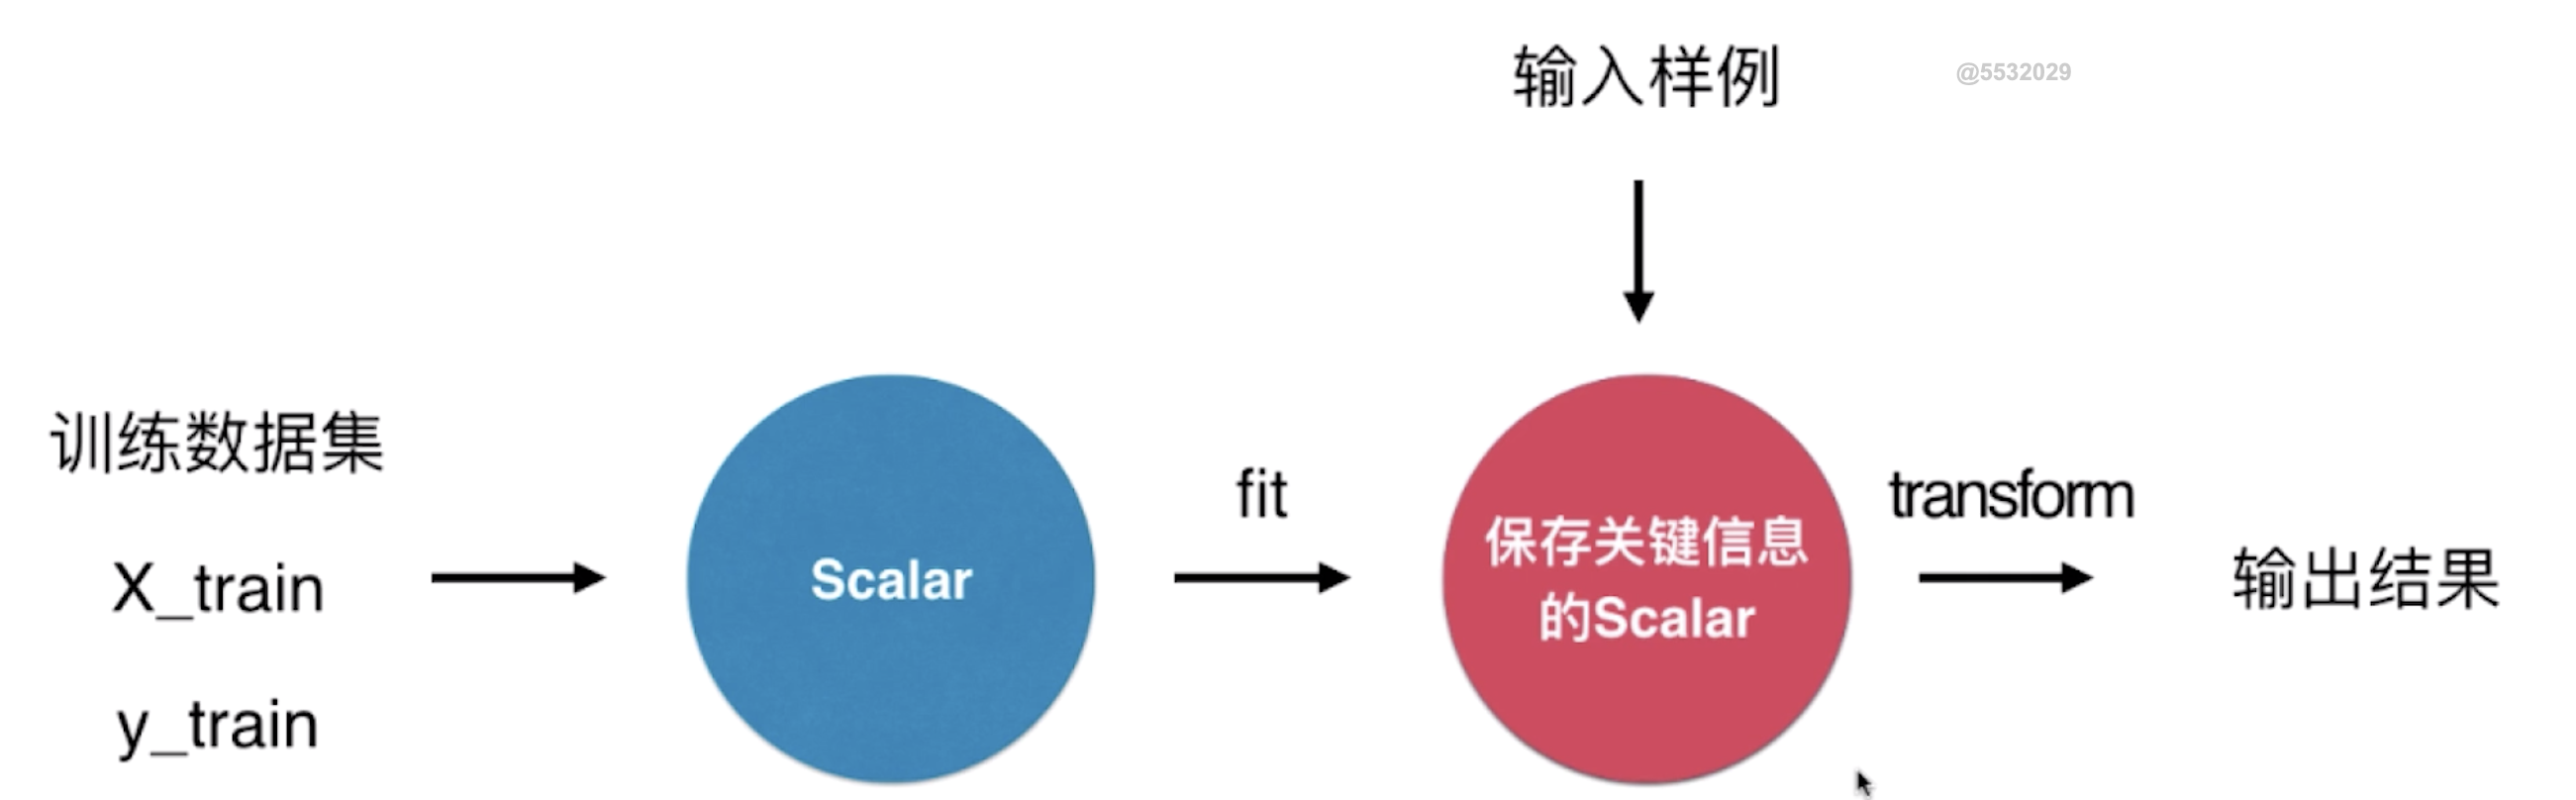 输入样例
@5532029
训练数据集
X_train
y_train
Scalar
fit
保存关键信息
的Scalar
transform
输出结果